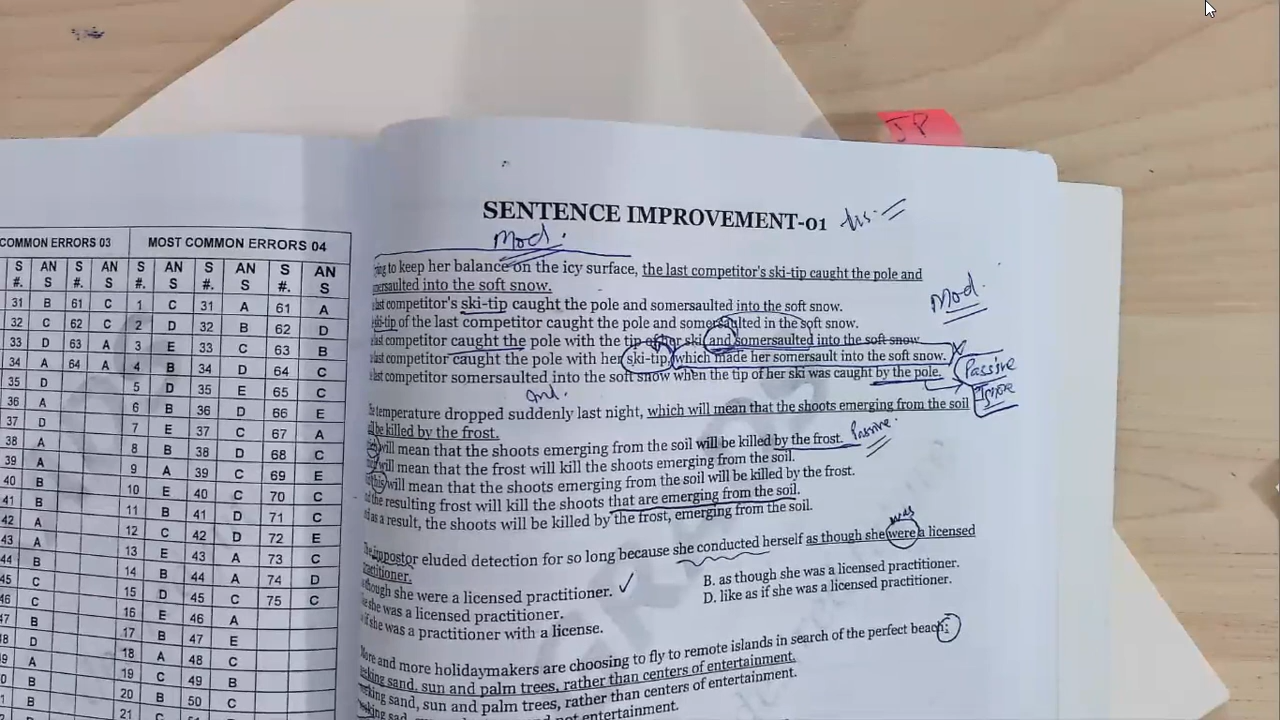 JP
COMMON ERRORS 03 MOST COMMON ERRORS 04
S #. AN S S #. AN S S #. AN S S #. AN S S #. AN S
31 B 61 C 1 C 31 A 61 A
32 C 62 C 2 D 32 B 62 D
33 D 63 A 3 E 33 C 63 B
34 A 64 A 4 B 34 D 64 C
35 D 5 D 35 E 65 C
36 A 6 B 36 D 66 E
37 D 7 E 37 C 67 A
38 A 8 B 38 D 68 C
39 A 9 A 39 C 69 E
40 B 10 E 40 C 70 C
41 B 11 B 41 D 71 C
42 A 12 C 42 D 72 E
43 A 13 E 43 A 73 C
44 B 14 B 44 A 74 D
45 C 15 D 45 C 75 C
46 C 16 E 46 A
47 B 17 B 47 E
48 D 18 A 48 C
A 19 C 49 B
B 20 B 50 C
B 21
SENTENCE IMPROVEMENT-01
Mod.
to keep her balance on the icy surface, the last competitor's ski-tip caught the pole and
somersaulted into the soft snow.
last competitor's ski-tip caught the pole and somersaulted into the soft snow.
ski-tip of the last competitor caught the pole and somersaulted in the soft snow.
Mod.
last competitor caught the pole with the tip of her ski and somersaulted into the soft snow.
last competitor caught the pole with her ski-tip, which made her somersault into the soft snow.
last competitor somersaulted into the soft snow when the tip of her ski was caught by the pole.
Passive
and.
temperature dropped suddenly last night, which will mean that the shoots emerging from the soil
be killed by the frost.
will mean that the shoots emerging from the soil will be killed by the frost. Passive.
will mean that the frost will kill the shoots emerging from the soil.
this will mean that the shoots emerging from the soil will be killed by the frost.
the resulting frost will kill the shoots that are emerging from the soil.
as a result, the shoots will be killed by the frost, emerging from the soil.
was
The impostor eluded detection for so long because she conducted herself as though she were a licensed
practitioner.
though she were a licensed practitioner. ✓ B. as though she was a licensed practitioner.
she was a licensed practitioner. D. like as if she was a licensed practitioner.
if she was a practitioner with a license.
More and more holidaymakers are choosing to fly to remote islands in search of the perfect beach;
seeking sand, sun and palm trees, rather than centers of entertainment.
seeking sand, sun and palm trees, rather than centers of entertainment.
entertainment.